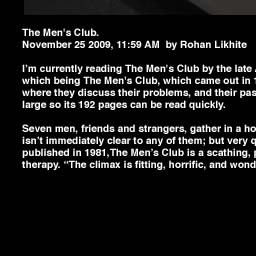 The Men's Club.
November 25 2009, 11:59 AM by Rohan Likhite
I'm currently reading The Men's Club by the late
which being The Men's Club, which came out in
where they discuss their problems, and their
large so its 192 pages can be read quickly.
Seven men, friends and strangers, gather in a
isn't immediately clear to any of them; but very
published in 1981,The Men's Club is a scathing,
therapy. “The climax is fitting, horrific, and